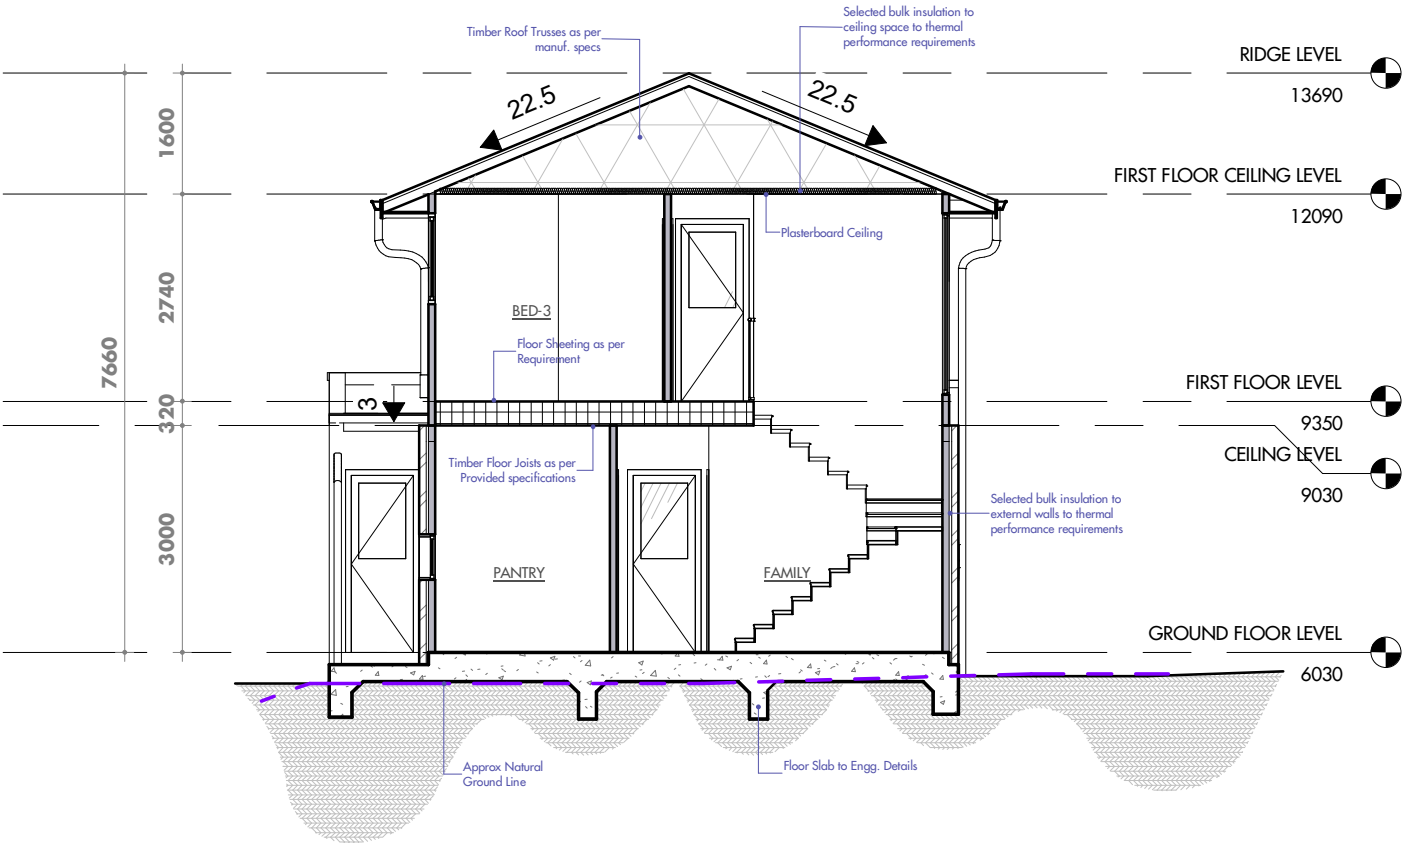 Timber Roof Trusses as per
manuf. specs
Selected bulk insulation to
ceiling space to thermal
performance requirements
RIDGE LEVEL
13690
22.5
22.5
1600
FIRST FLOOR CEILING LEVEL
12090
Plasterboard Ceiling
2740
BED-3
Floor Sheeting as per
Requirement
7660
FIRST FLOOR LEVEL
9350
3
320
CEILING LEVEL
9030
Timber Floor Joists as per
Provided specifications
Selected bulk insulation to
external walls to thermal
performance requirements
3000
PANTRY
FAMILY
GROUND FLOOR LEVEL
6030
Approx Natural
Ground Line
Floor Slab to Engg. Details